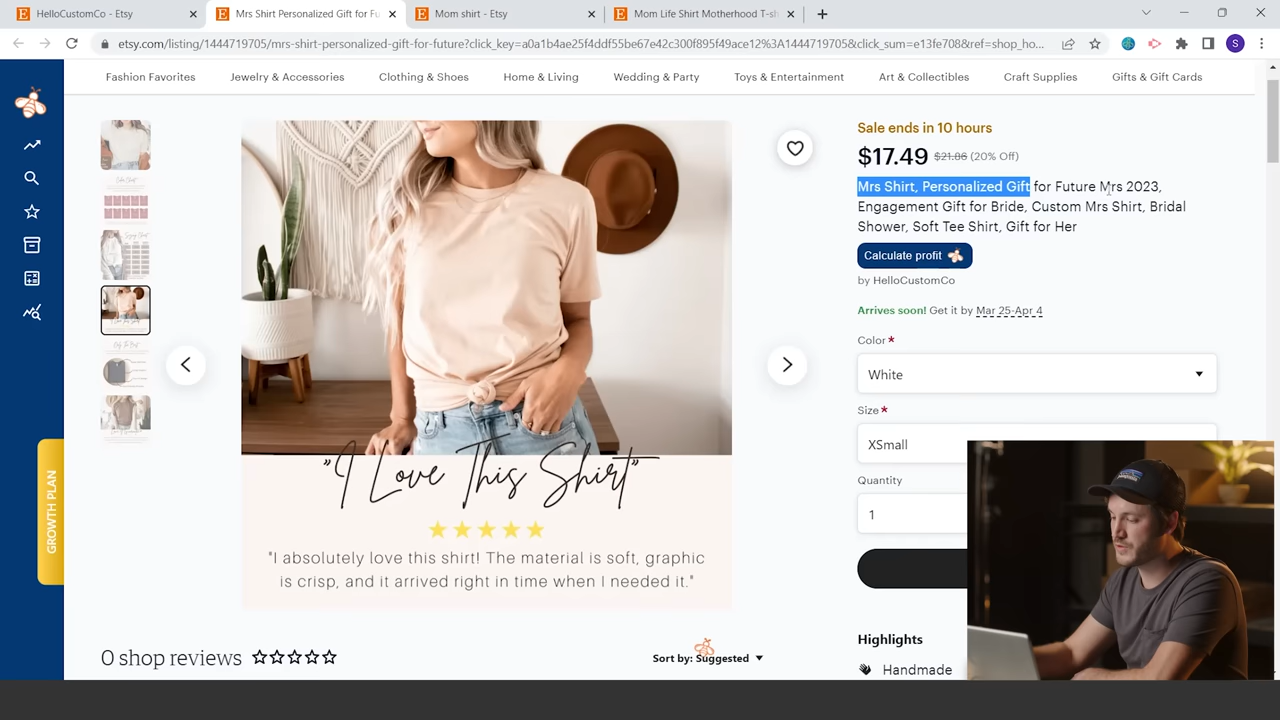 HelloCustomCo - Etsy
Mrs Shirt Personalized Gift for Fu
Mom shirt - Etsy
Mom Life Shirt Motherhood T-sh
etsy.com/listing/1444719705/mrs-shirt-personalized-gift-for-future?click_key=a0a1b4ae25f4ddf55be67e42c300f895f49ace12%3A1444719705&click_sum=e13fe708&ref=shop_ho...
S
Fashion Favorites
Jewelry & Accessories
Clothing & Shoes
Home & Living
Wedding & Party
Toys & Entertainment
Art & Collectibles
Craft Supplies
Gifts & Gift Cards
Sale ends in 10 hours
$17.49 $21.86 (20% Off)
Mrs Shirt, Personalized Gift for Future Mrs 2023,
Engagement Gift for Bride, Custom Mrs Shirt, Bridal
Shower, Soft Tee Shirt, Gift for Her
Calculate profit
by HelloCustomCo
Arrives soon! Get it by Mar 25-Apr 4
Color*
White
Size*
XSmall
Quantity
1
GROWTH PLAN
"I Love This Shirt"
"I absolutely love this shirt! The material is soft, graphic
is crisp, and it arrived right in time when I needed it."
0 shop reviews
Sort by: Suggested
Highlights
Handmade